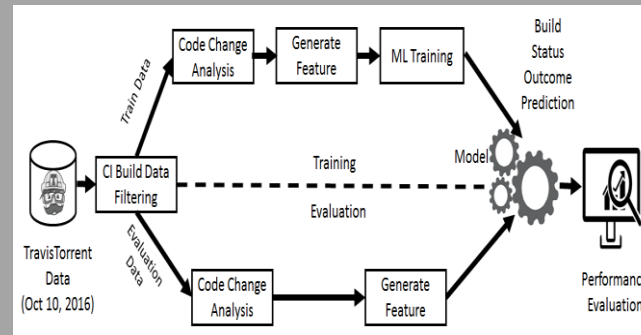 Code Change
Analysis
Generate
Feature
ML Training
Build
Status
Outcome
Prediction
Train Data
CI Build Data
Filtering
Training
Model
Evaluation
Evaluation
Data
TravisTorrent
Data
(Oct 10, 2016)
Code Change
Analysis
Generate
Feature
Performanc
Evaluation